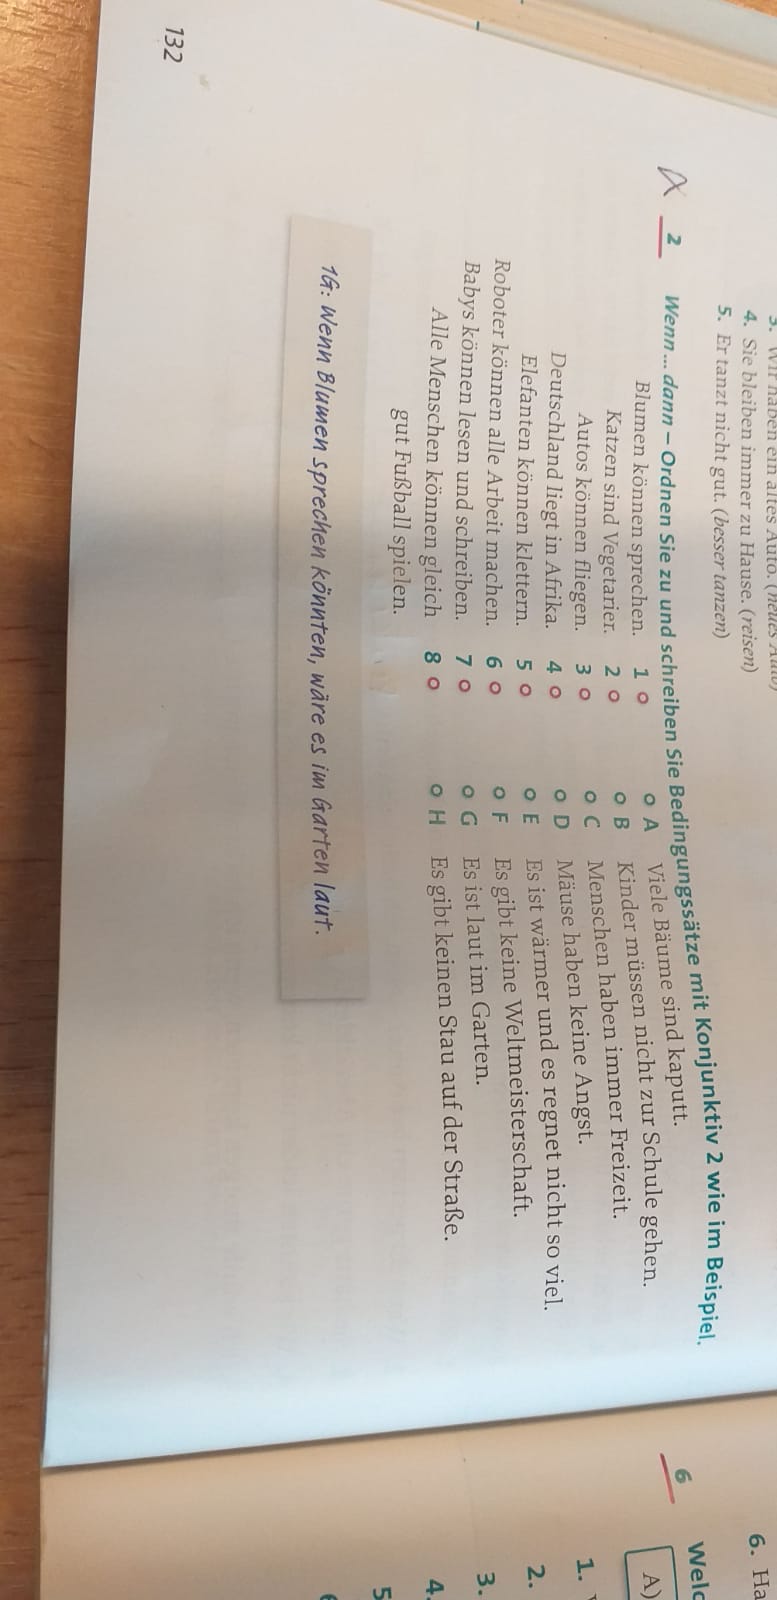 132
3. Wir haben ein altes Auto. (neues Auto)
4. Sie bleiben immer zu Hause. (reisen)
5. Er tanzt nicht gut. (besser tanzen)
2 Wenn ... dann – Ordnen Sie zu und schreiben Sie Bedingungssätze mit Konjunktiv 2 wie im Beispiel.
Blumen können sprechen. 1 A Viele Bäume sind kaputt.
Katzen sind Vegetarier. 2 B Kinder müssen nicht zur Schule gehen.
Autos können fliegen. 3 C Menschen haben immer Freizeit.
Deutschland liegt in Afrika. 4 D Mäuse haben keine Angst.
Elefanten können klettern. 5 E Es ist wärmer und es regnet nicht so viel.
Roboter können alle Arbeit machen. 6 F Es gibt keine Weltmeisterschaft.
Babys können lesen und schreiben. 7 G Es ist laut im Garten.
Alle Menschen können gleich 8 H Es gibt keinen Stau auf der Straße.
gut Fußball spielen.
1G: Wenn Blumen sprechen könnten, wäre es im Garten laut.
6. Ha
6 Welc
A)
1.
2.
3.
4.
5